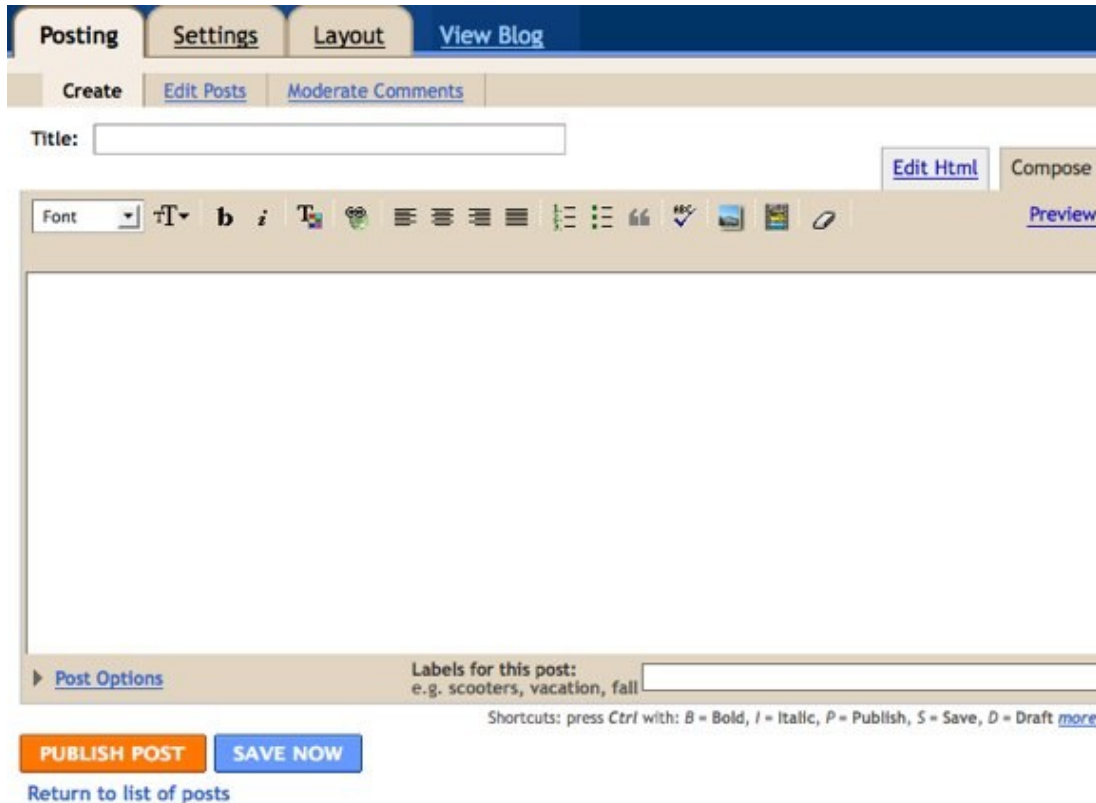 Posting Settings Layout View Blog
Create Edit Posts Moderate Comments
Title:
Edit Html Compose
Font TT b i T ABC Preview
Post Options
Labels for this post:
e.g. scooters, vacation, fall
Shortcuts: press Ctrl with: B = Bold, I = Italic, P = Publish, S = Save, D = Draft more
PUBLISH POST SAVE NOW
Return to list of posts